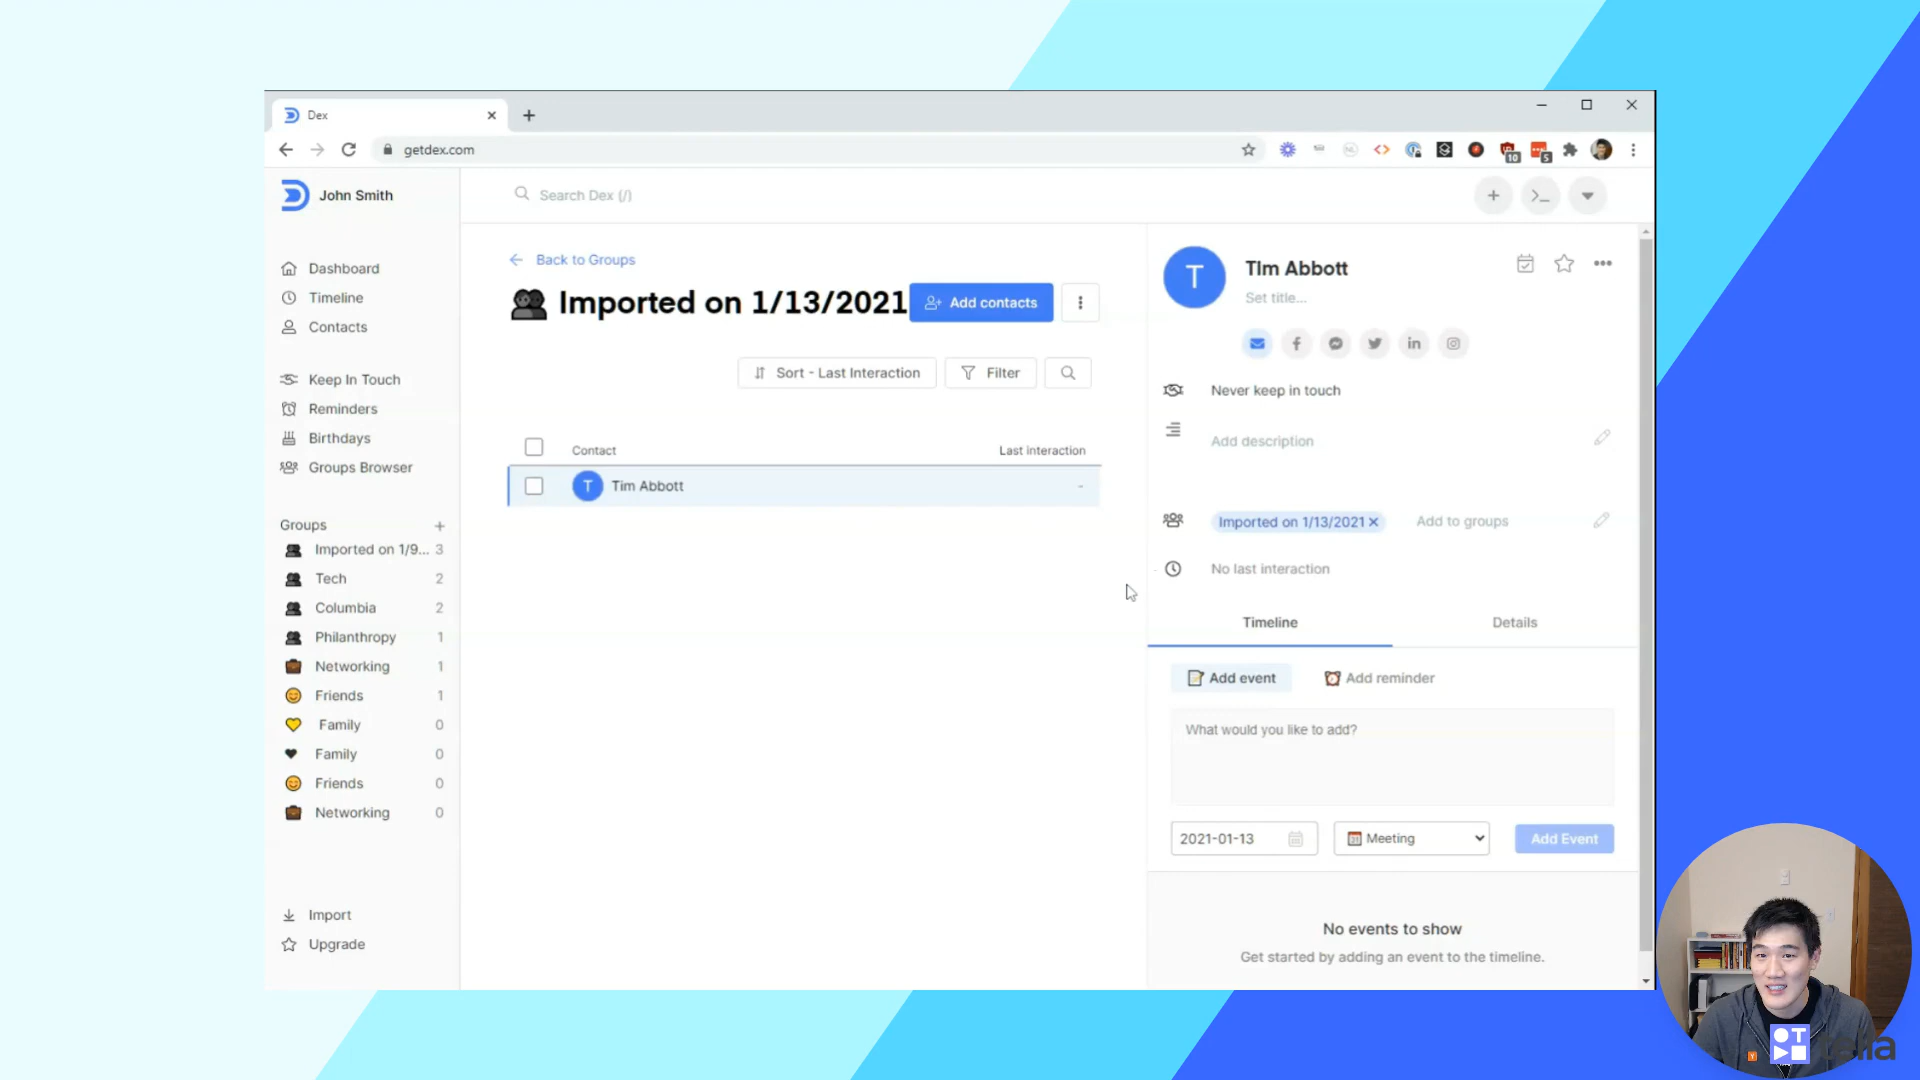 Dex
getdex.com
10
5
John Smith
Search Dex (/)
Dashboard
Timeline
Contacts
Keep In Touch
Reminders
Birthdays
Groups Browser
Groups
Imported on 1/9... 3
Tech 2
Columbia 2
Philanthropy 1
Networking 1
Friends 1
Family 0
Family 0
Friends 0
Networking 0
Import
Upgrade
Back to Groups
Imported on 1/13/2021
Add contacts
Sort - Last Interaction
Filter
Contact
Last interaction
T
Tim Abbott
-
T
Tim Abbott
Set title...
Never keep in touch
Add description
Imported on 1/13/2021
Add to groups
No last interaction
Timeline
Details
Add event
Add reminder
What would you like to add?
2021-01-13
Meeting
Add Event
No events to show
Get started by adding an event to the timeline.
tella